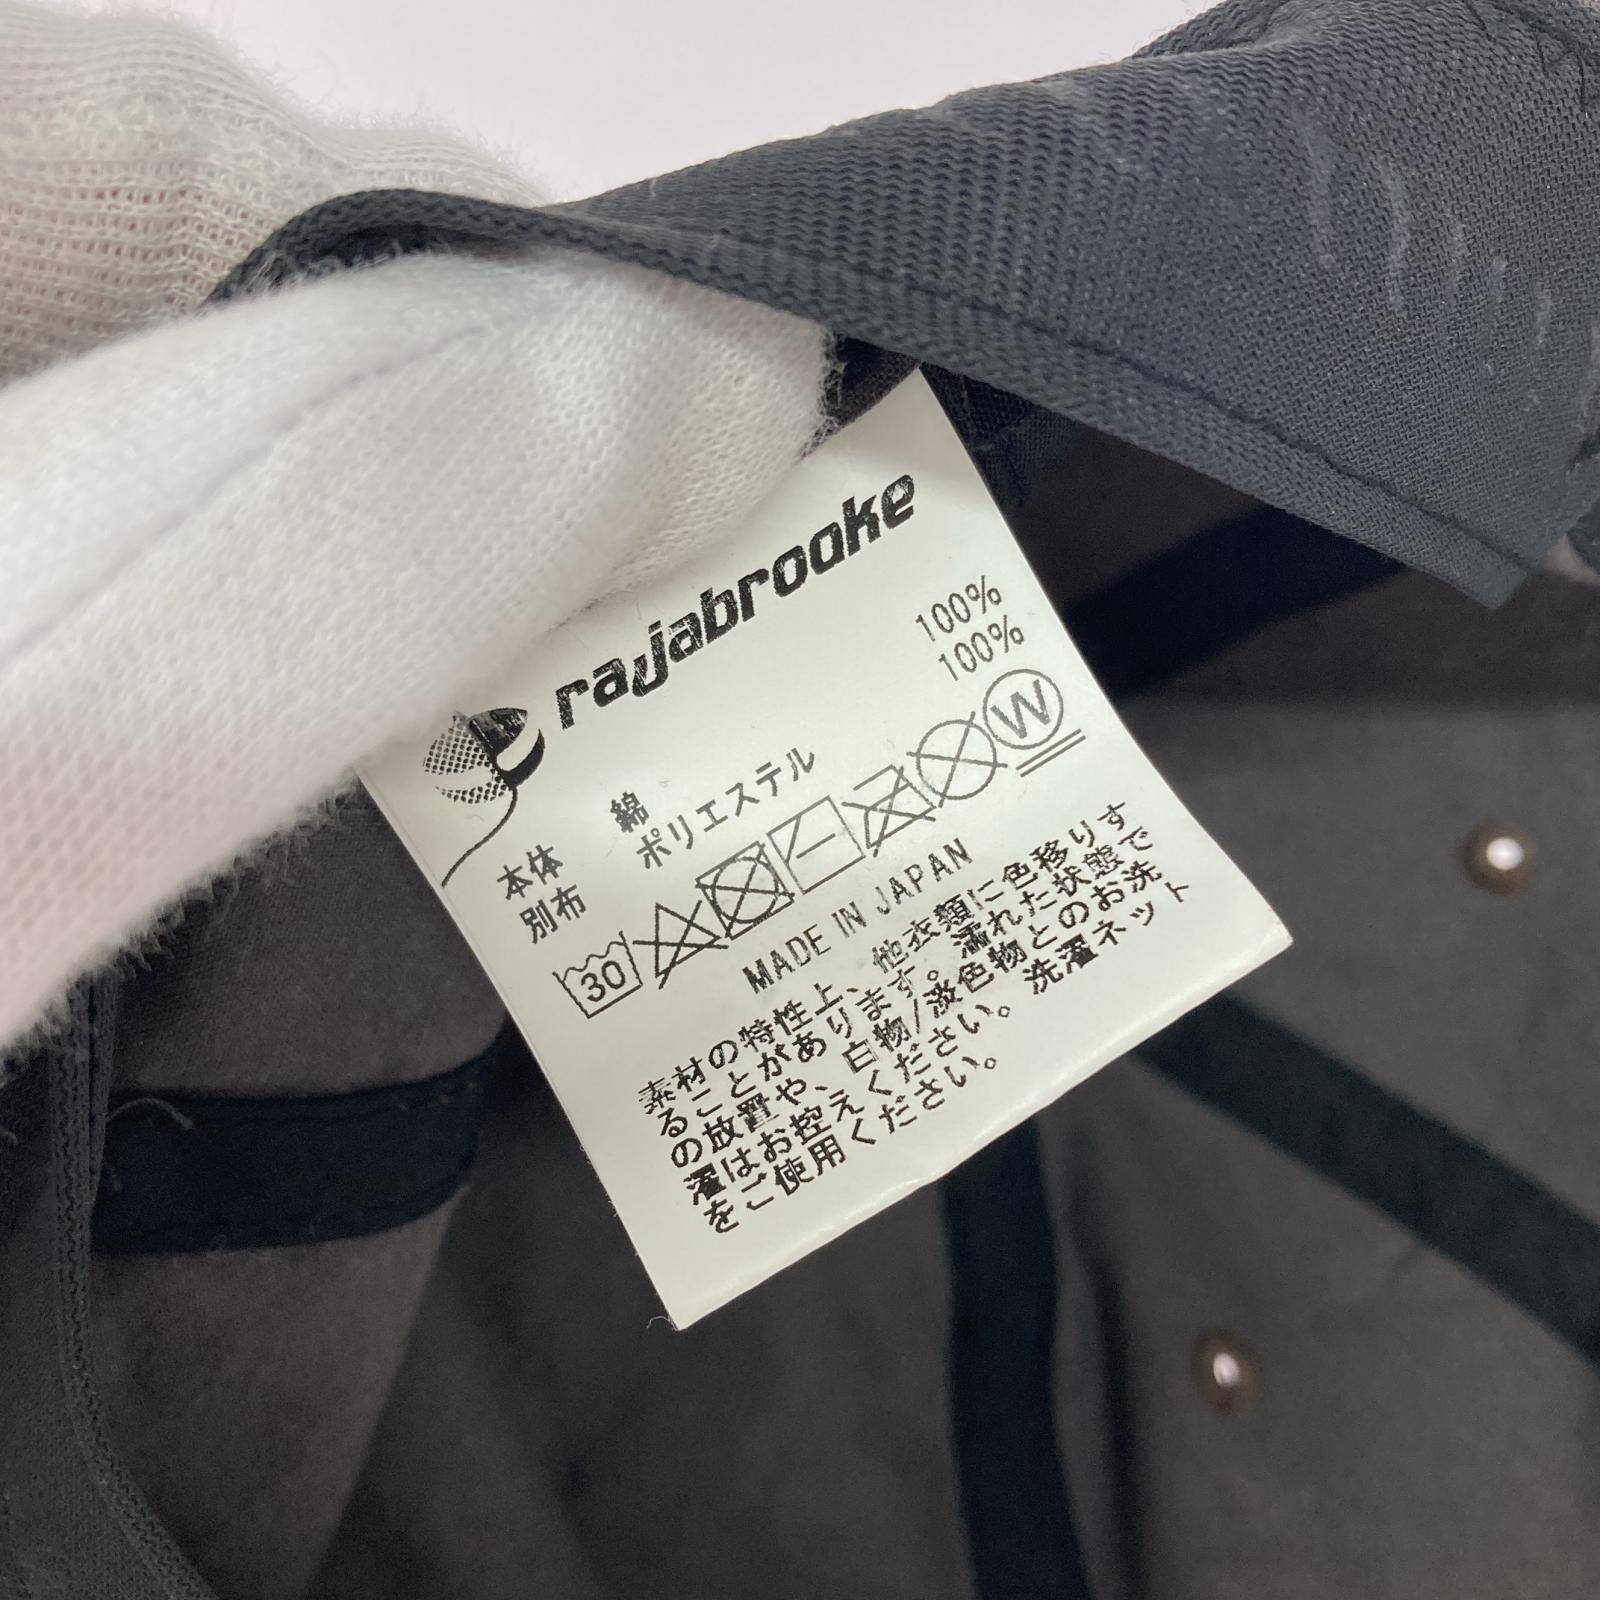 rajabrooke
本体 綿 100%
別布 ポリエステル 100%
30 W
MADE IN JAPAN
素材の特性上、他衣類に色移りす
ることがあります。濡れた状態で
の放置や、白物/淡色物とのお洗
濯はお控えください。洗濯ネット
をご使用ください。